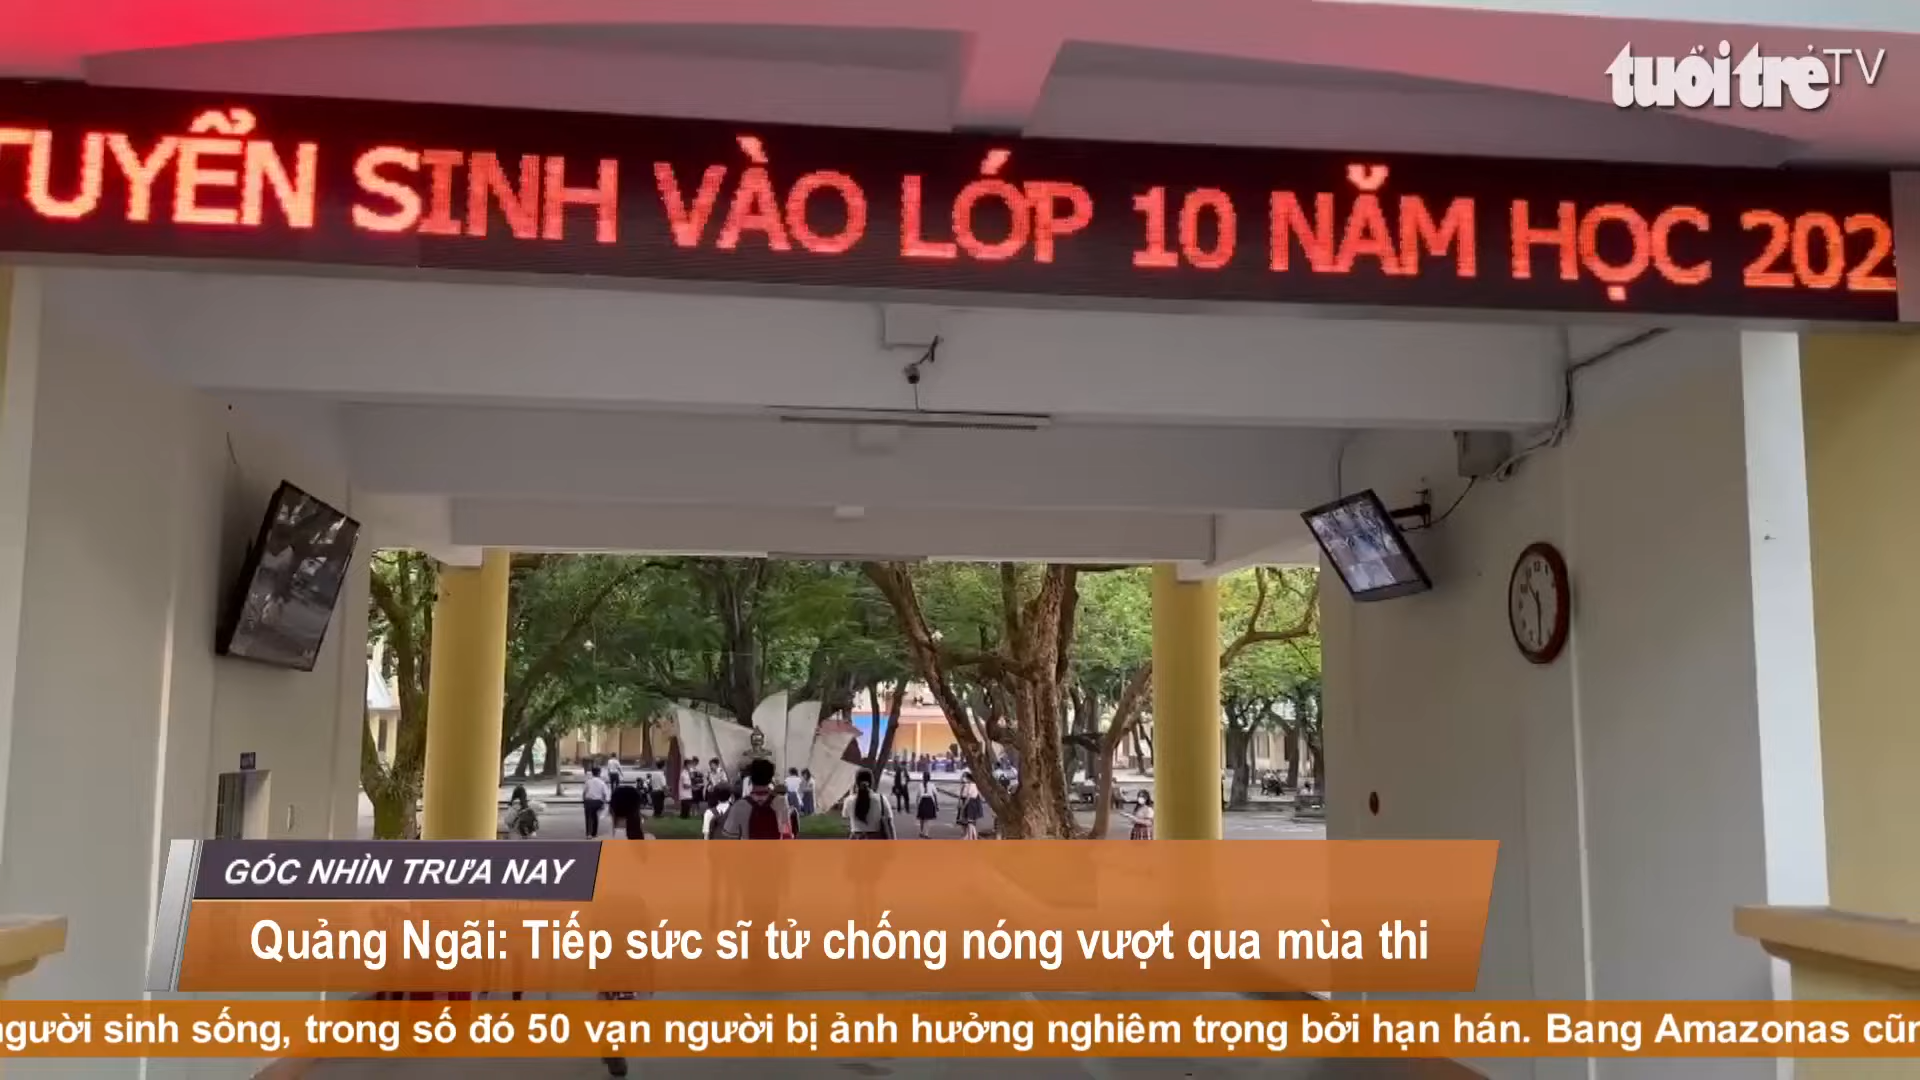 tuổi trẻ TV
TUYỂN SINH VÀO LỚP 10 NĂM HỌC 202
GÓC NHÌN TRƯA NAY
Quảng Ngãi: Tiếp sức sĩ tử chống nóng vượt qua mùa thi
người sinh sống, trong số đó 50 vạn người bị ảnh hưởng nghiêm trọng bởi hạn hán. Bang Amazonas cũn